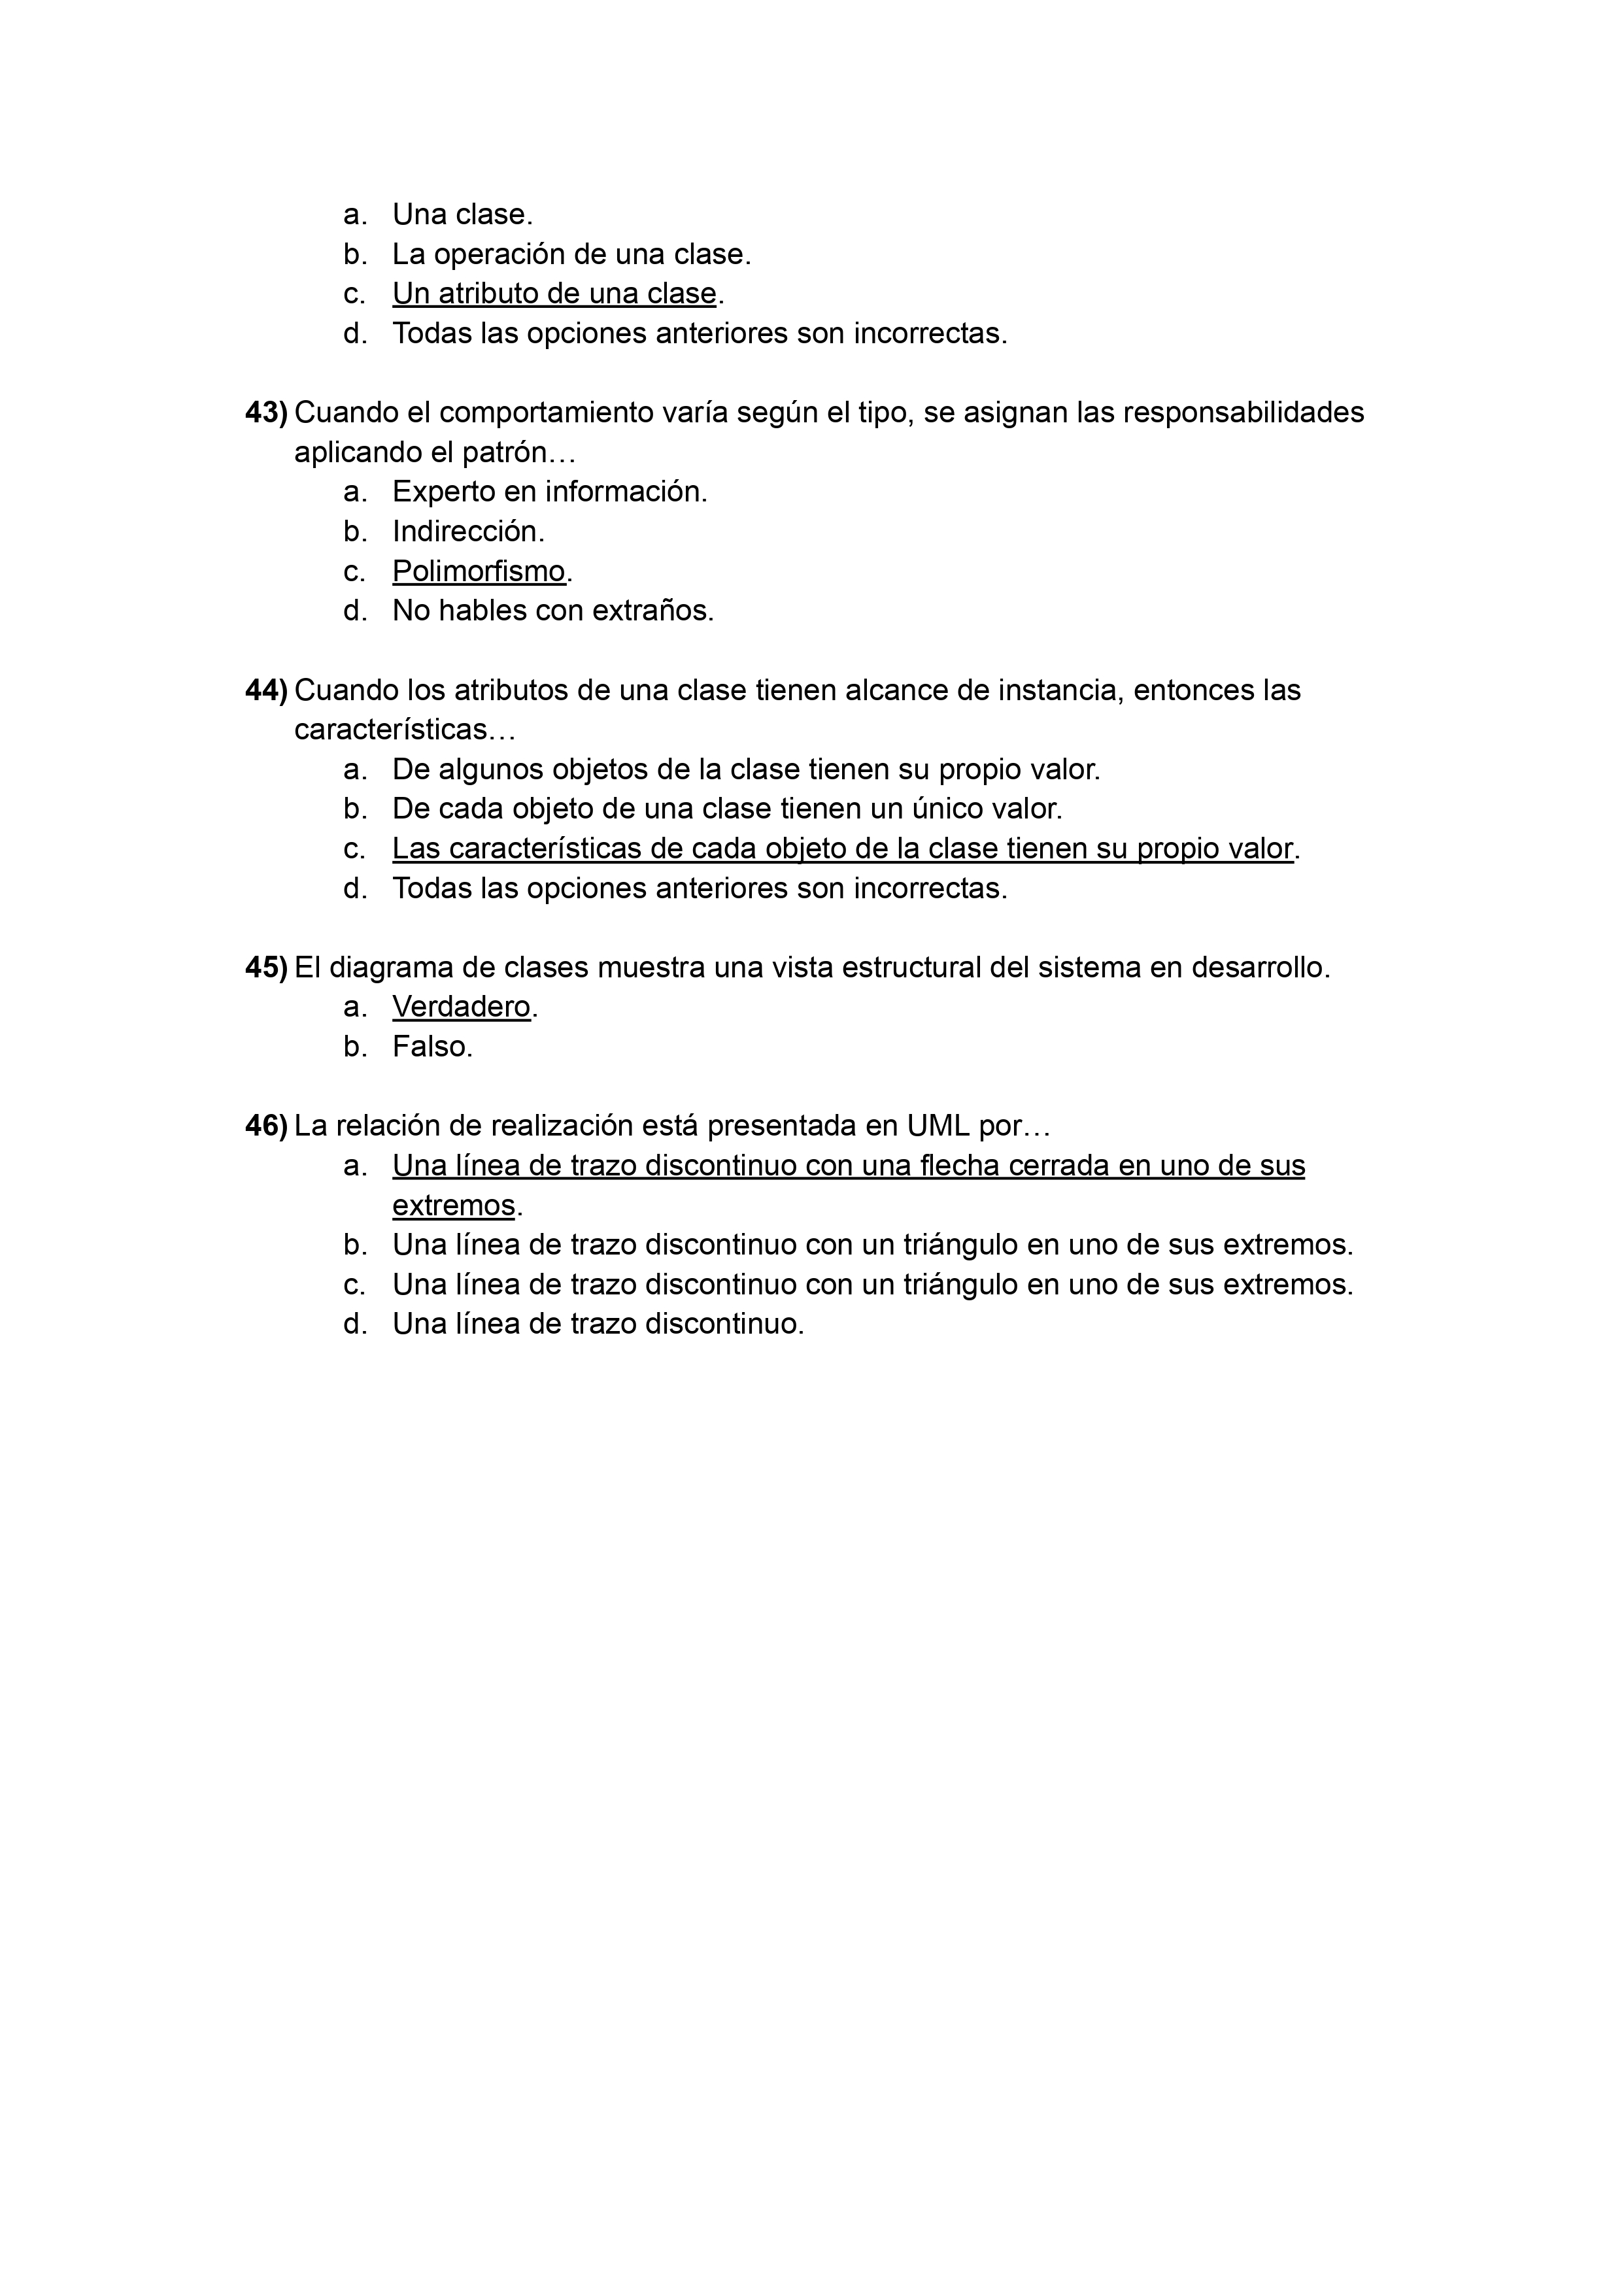 a. Una clase.
b. La operación de una clase.
c. Un atributo de una clase.
d. Todas las opciones anteriores son incorrectas.
43) Cuando el comportamiento varía según el tipo, se asignan las responsabilidades
aplicando el patrón…
a. Experto en información.
b. Indirección.
c. Polimorfismo.
d. No hables con extraños.
44) Cuando los atributos de una clase tienen alcance de instancia, entonces las
características…
a. De algunos objetos de la clase tienen su propio valor.
b. De cada objeto de una clase tienen un único valor.
c. Las características de cada objeto de la clase tienen su propio valor.
d. Todas las opciones anteriores son incorrectas.
45) El diagrama de clases muestra una vista estructural del sistema en desarrollo.
a. Verdadero.
b. Falso.
46) La relación de realización está presentada en UML por…
a. Una línea de trazo discontinuo con una flecha cerrada en uno de sus
extremos.
b. Una línea de trazo discontinuo con un triángulo en uno de sus extremos.
c. Una línea de trazo discontinuo con un triángulo en uno de sus extremos.
d. Una línea de trazo discontinuo.